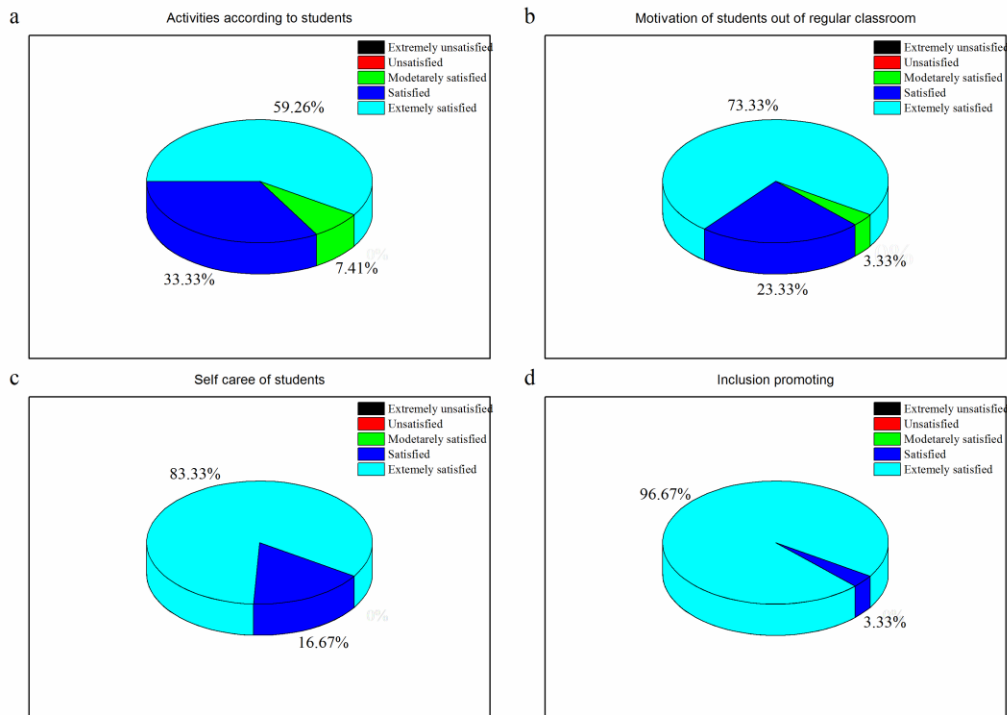 a
Activities according to students
Extremely unsatisfied
Unsatisfied
Modetarely satisfied
Satisfied
Extemely satisfied
59.26%
33.33%
7.41%
0%
b
Motivation of students out of regular classroom
Extremely unsatisfied
Unsatisfied
Modetarely satisfied
Satisfied
Extemely satisfied
73.33%
3.33%
23.33%
c
Self caree of students
Extremely unsatisfied
Unsatisfied
Modetarely satisfied
Satisfied
Extemely satisfied
83.33%
0%
16.67%
d
Inclusion promoting
Extremely unsatisfied
Unsatisfied
Modetarely satisfied
Satisfied
Extemely satisfied
96.67%
3.33%